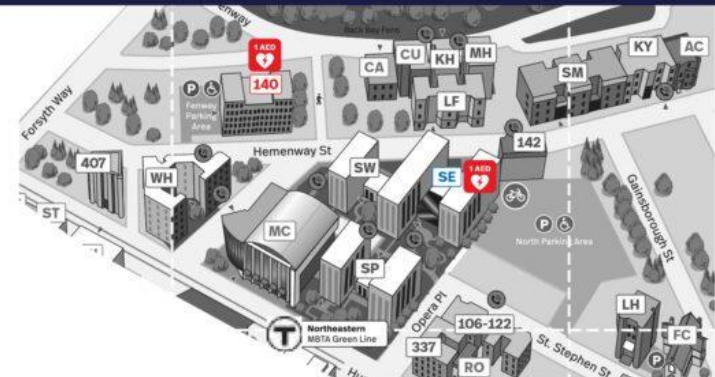 Fenway
Back Bay Fens
1 AED
140
P
Fenway
Parking
Area
CA
CU
KH
MH
LF
SM
KY
AC
Forsyth Way
407
WH
ST
Hemenway St
SW
SE
1 AED
142
MC
SP
P
North Parking Area
Gainsborough St
T
Northeastern
MBTA Green Line
Opera Pl
106-122
337
RO
St. Stephen St
LH
FC
P